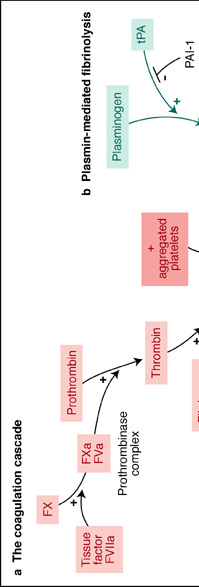 a The coagulation cascade
FX
+
Tissue
factor
FVIIa
FXa
FVa
Prothrombinase
complex
Prothrombin
+
Thrombin
+
+
aggregated
platelets
b Plasmin-mediated fibrinolysis
Plasminogen
tPA
+
-
PAI-1